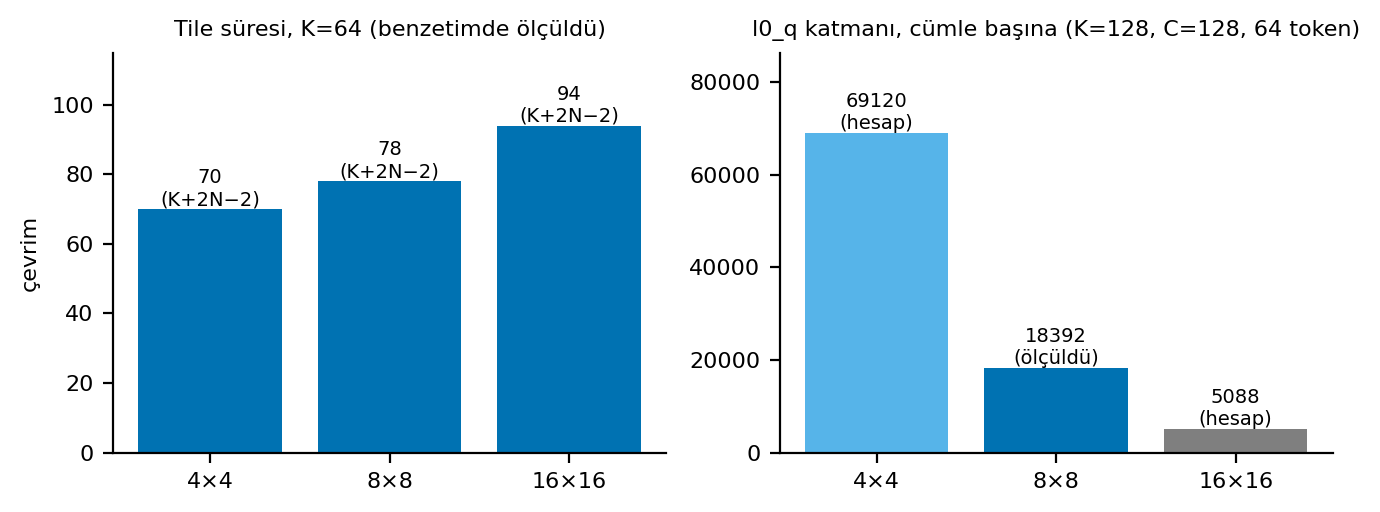 Tile süresi, K=64 (benzetimde ölçüldü)
çevrim
100
80
60
40
20
0
94
(K+2N−2)
78
(K+2N−2)
70
(K+2N−2)
4×4
8×8
16×16
l0_q katmanı, cümle başına (K=128, C=128, 64 token)
80000
60000
40000
20000
0
69120
(hesap)
18392
(ölçüldü)
5088
(hesap)
4×4
8×8
16×16